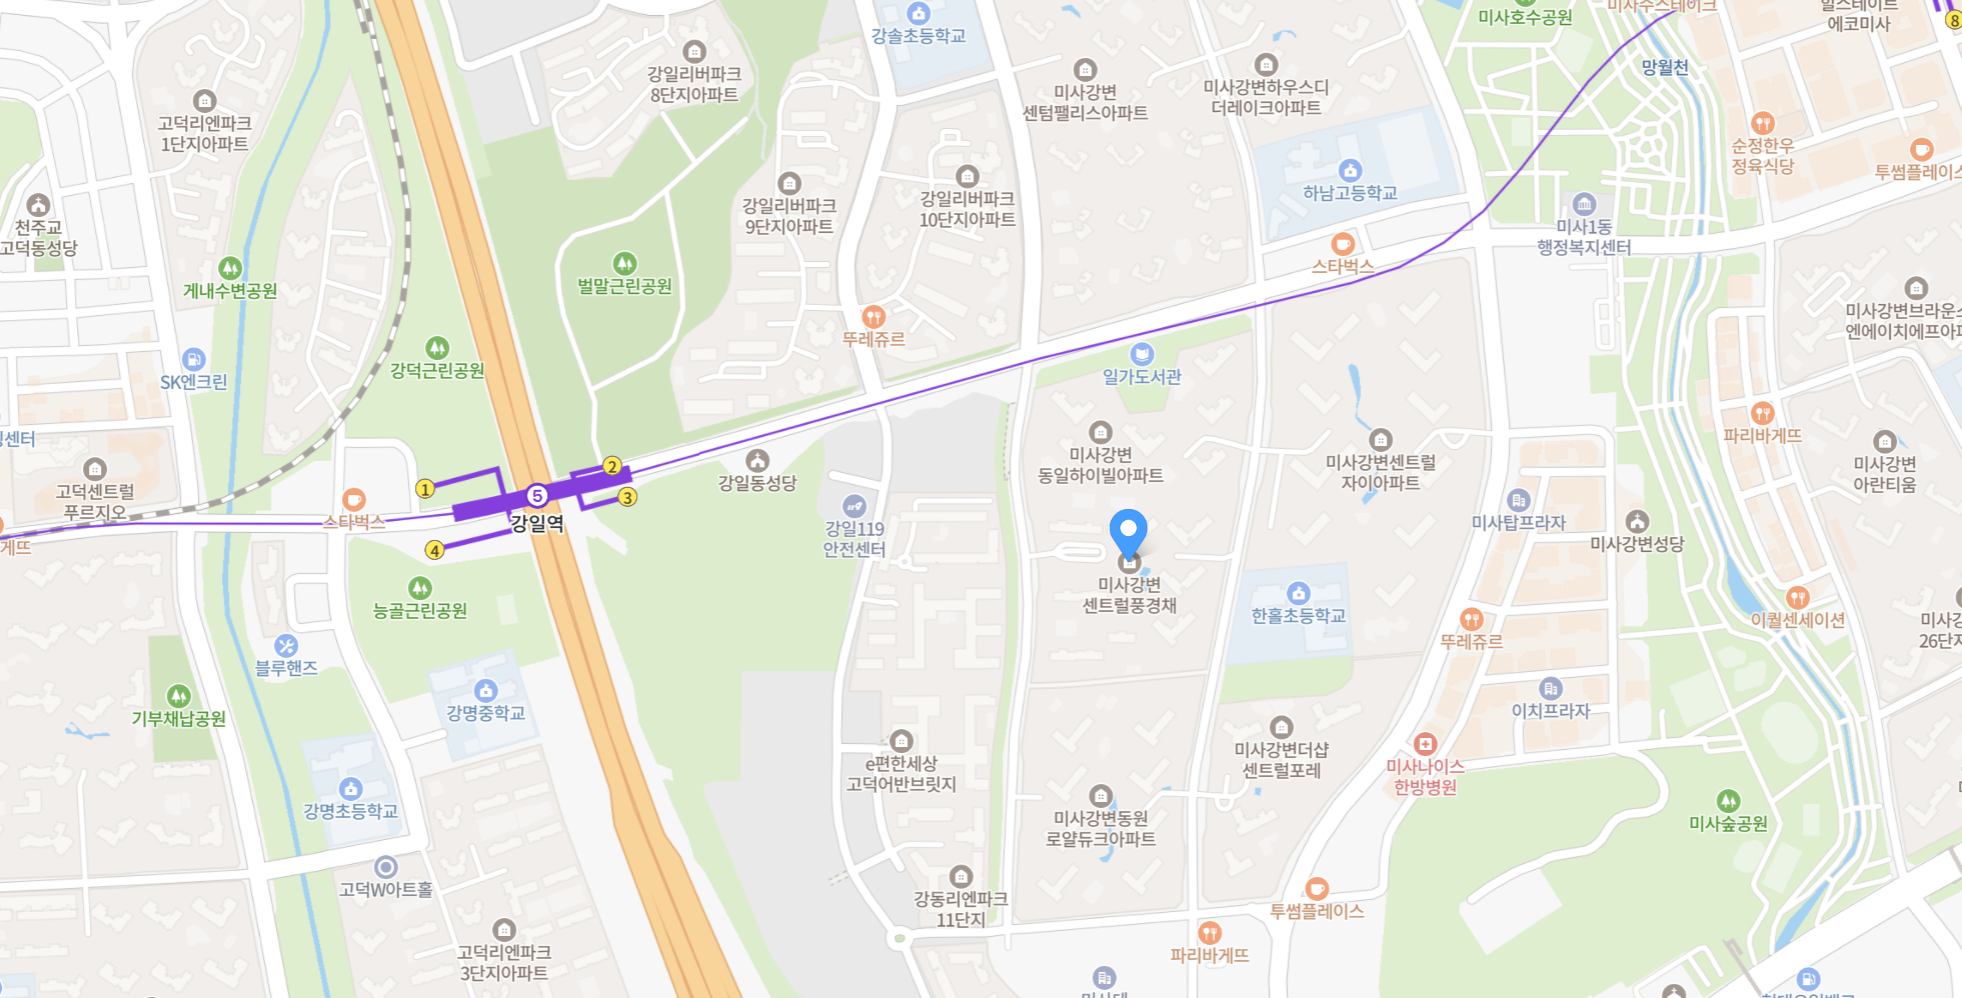 강솔초등학교
미사호수공원
에코미사
8
강일리버파크
8단지아파트
고덕리엔파크
1단지아파트
미사강변
센텀팰리스아파트
미사강변하우스디
더레이크아파트
망월천
순정한우
정육식당
투썸플레이스
하남고등학교
천주교
고덕동성당
강일리버파크
9단지아파트
강일리버파크
10단지아파트
미사1동
행정복지센터
게내수변공원
벌말근린공원
스타벅스
뚜레쥬르
미사강변브라운스
엔에이치에프아파
강덕근린공원
SK엔크린
일가도서관
파리바게뜨
미사강변
동일하이빌아파트
미사강변센트럴
자이아파트
미사강변
아란티움
고덕센트럴
푸르지오
1
2
3
4
5
강일역
스타벅스
강일동성당
강일119
안전센터
미사탑프라자
미사강변성당
게뜨
미사강변
센트럴풍경채
한홀초등학교
능골근린공원
이퀄센세이션
뚜레쥬르
26단지
블루핸즈
기부채납공원
강명중학교
이치프라자
e편한세상
고덕어반브릿지
미사강변더샵
센트럴포레
미사나이스
한방병원
강명초등학교
미사강변동원
로얄듀크아파트
미사숲공원
고덕W아트홀
강동리엔파크
11단지
투썸플레이스
고덕리엔파크
3단지아파트
파리바게뜨